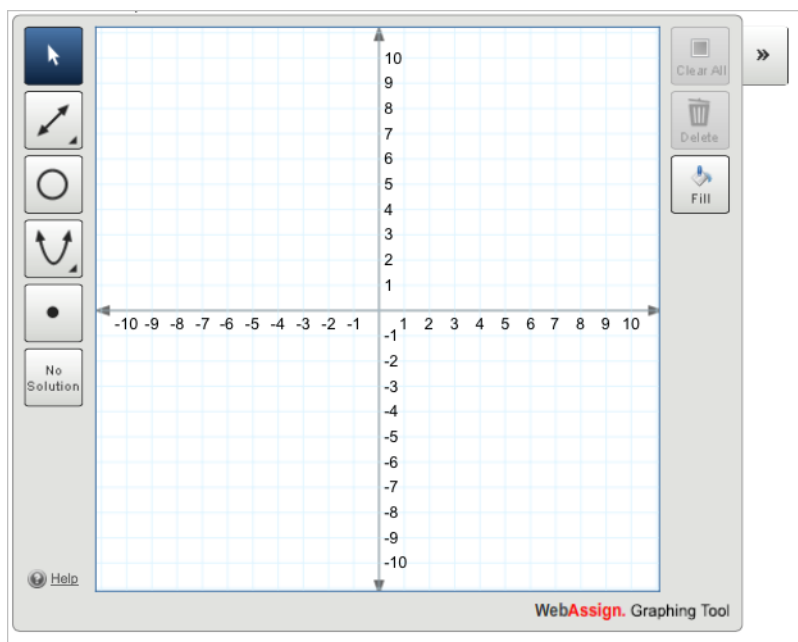 »
Clear All
Delete
Fill
No
Solution
10
9
8
7
6
5
4
3
2
1
-10 -9 -8 -7 -6 -5 -4 -3 -2 -1 1 2 3 4 5 6 7 8 9 10
-1
-2
-3
-4
-5
-6
-7
-8
-9
-10
Help
WebAssign. Graphing Tool